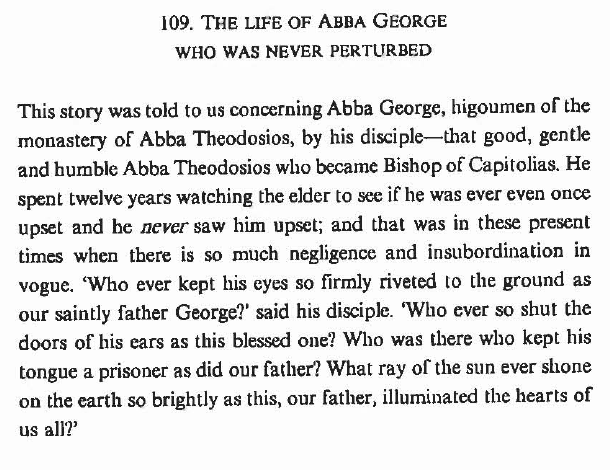 109. THE LIFE OF ABBA GEORGE
WHO WAS NEVER PERTURBED
This story was told to us concerning Abba George, higoumen of the
monastery of Abba Theodosios, by his disciple—that good, gentle
and humble Abba Theodosios who became Bishop of Capitolias. He
spent twelve years watching the elder to see if he was ever even once
upset and he never saw him upset; and that was in these present
times when there is so much negligence and insubordination in
vogue. ‘Who ever kept his eyes so firmly riveted to the ground as
our saintly father George?’ said his disciple. ‘Who ever so shut the
doors of his ears as this blessed one? Who was there who kept his
tongue a prisoner as did our father? What ray of the sun ever shone
on the earth so brightly as this, our father, illuminated the hearts of
us all?’